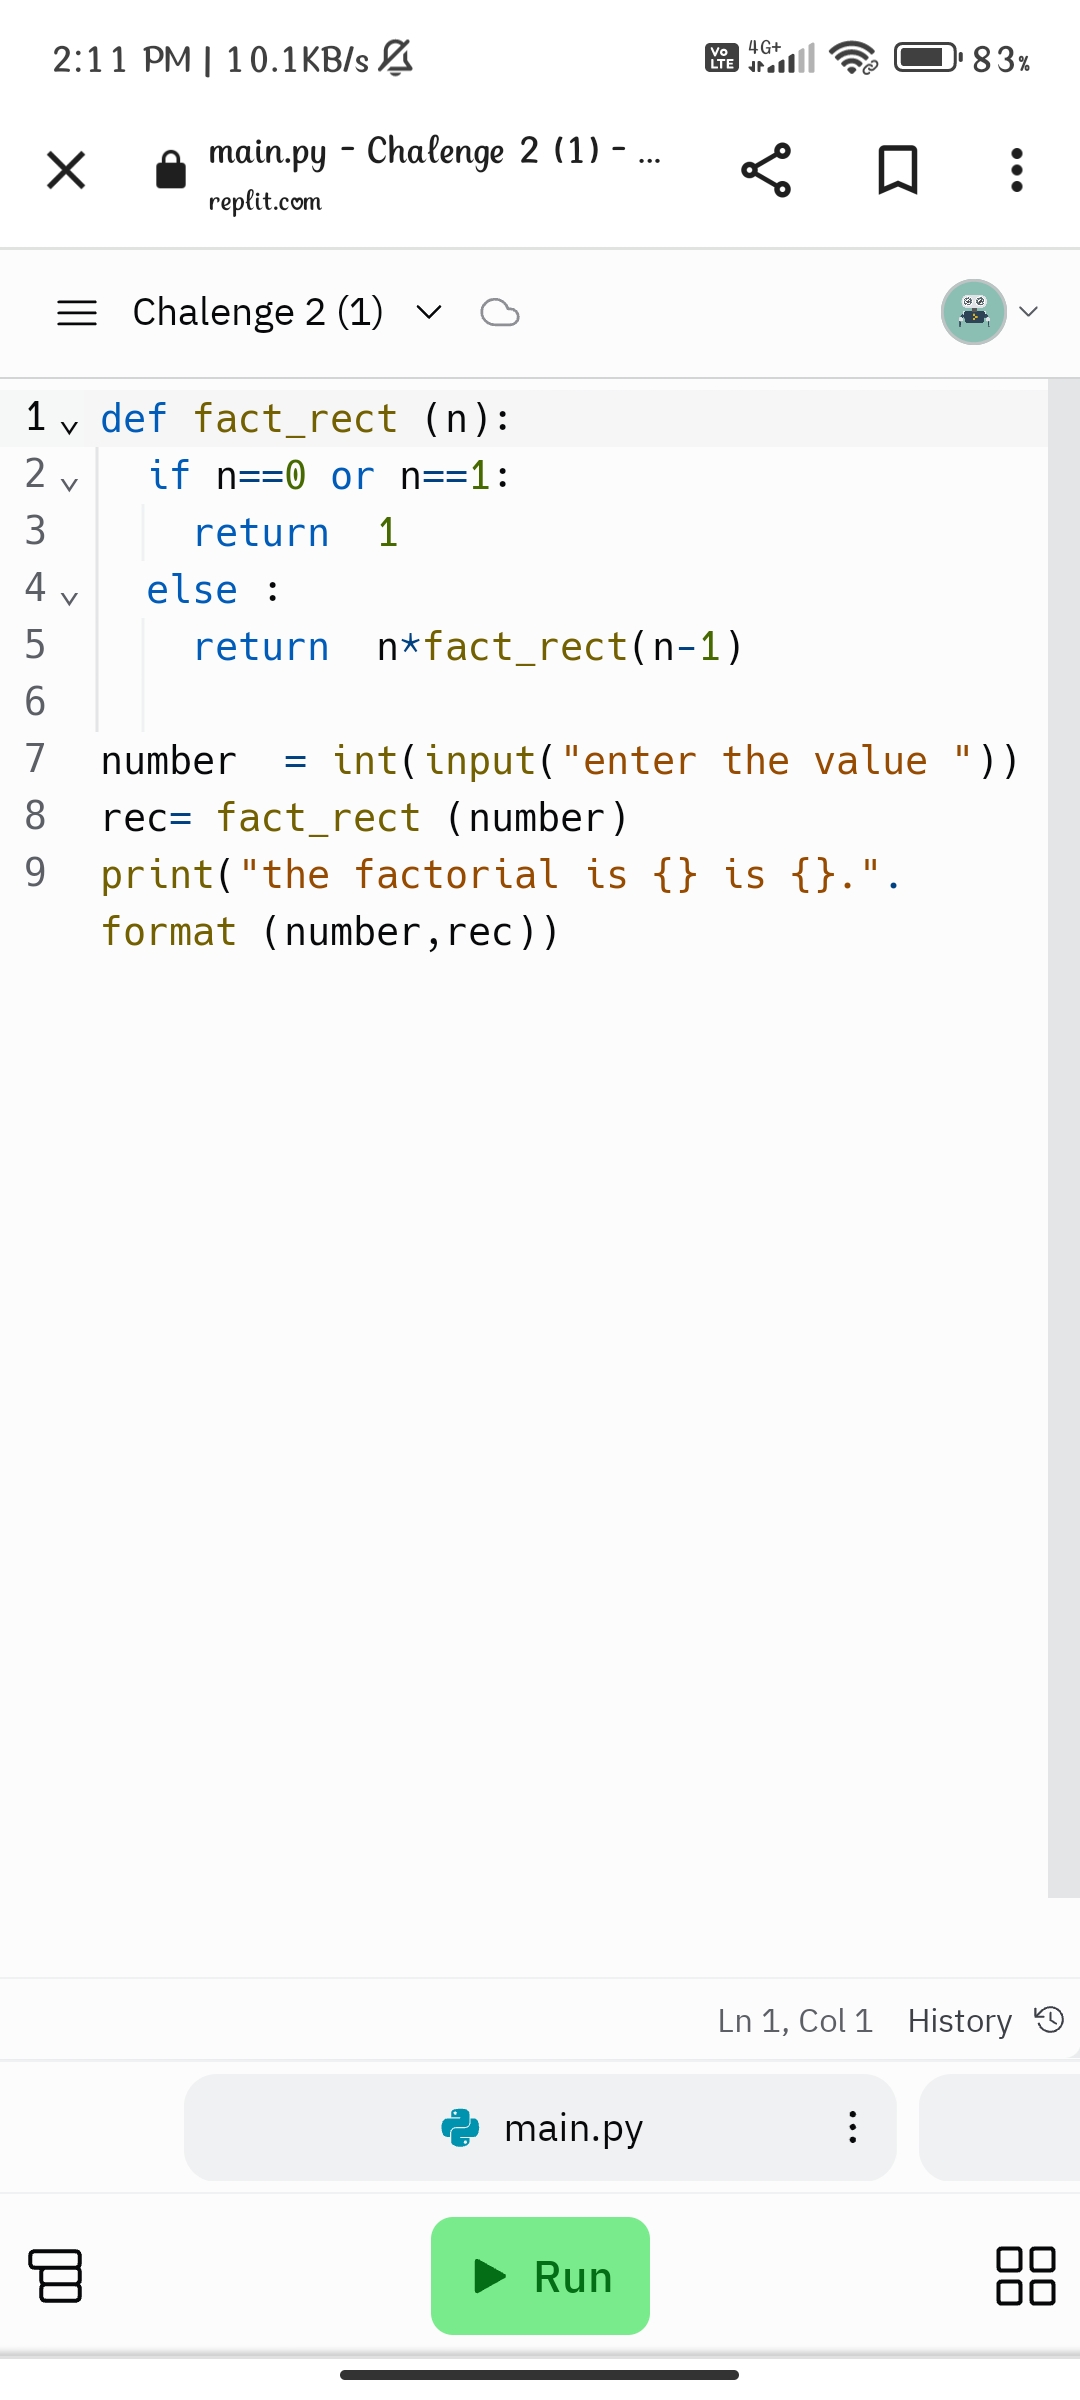 2:11 PM | 10.1KB/s Vo LTE 4G+ 83%
main.py - Chalenge 2 (1) - ...
replit.com
Chalenge 2 (1)
1 def fact_rect (n):
2   if n==0 or n==1:
3     return  1
4   else :
5     return  n*fact_rect(n-1)
6
7 number  = int(input("enter the value "))
8 rec= fact_rect (number)
9 print("the factorial is {} is {}.".
format (number,rec))
Ln 1, Col 1 History
main.py
Run